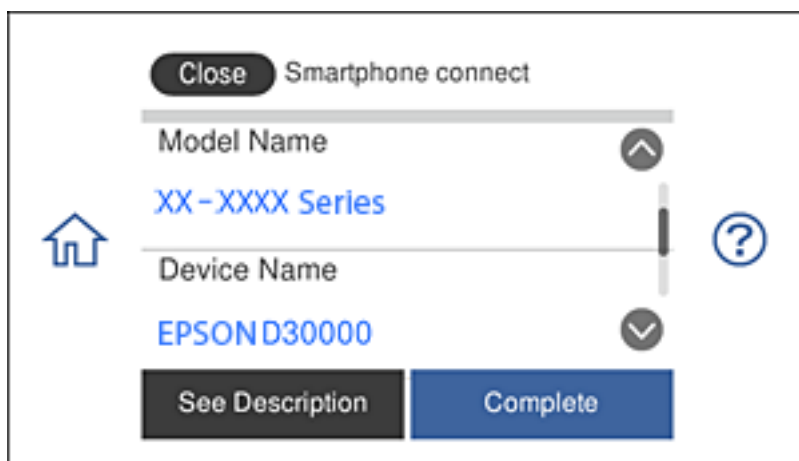 Close Smartphone connect
Model Name
XX-XXXX Series
Device Name
EPSON D30000
See Description Complete
?